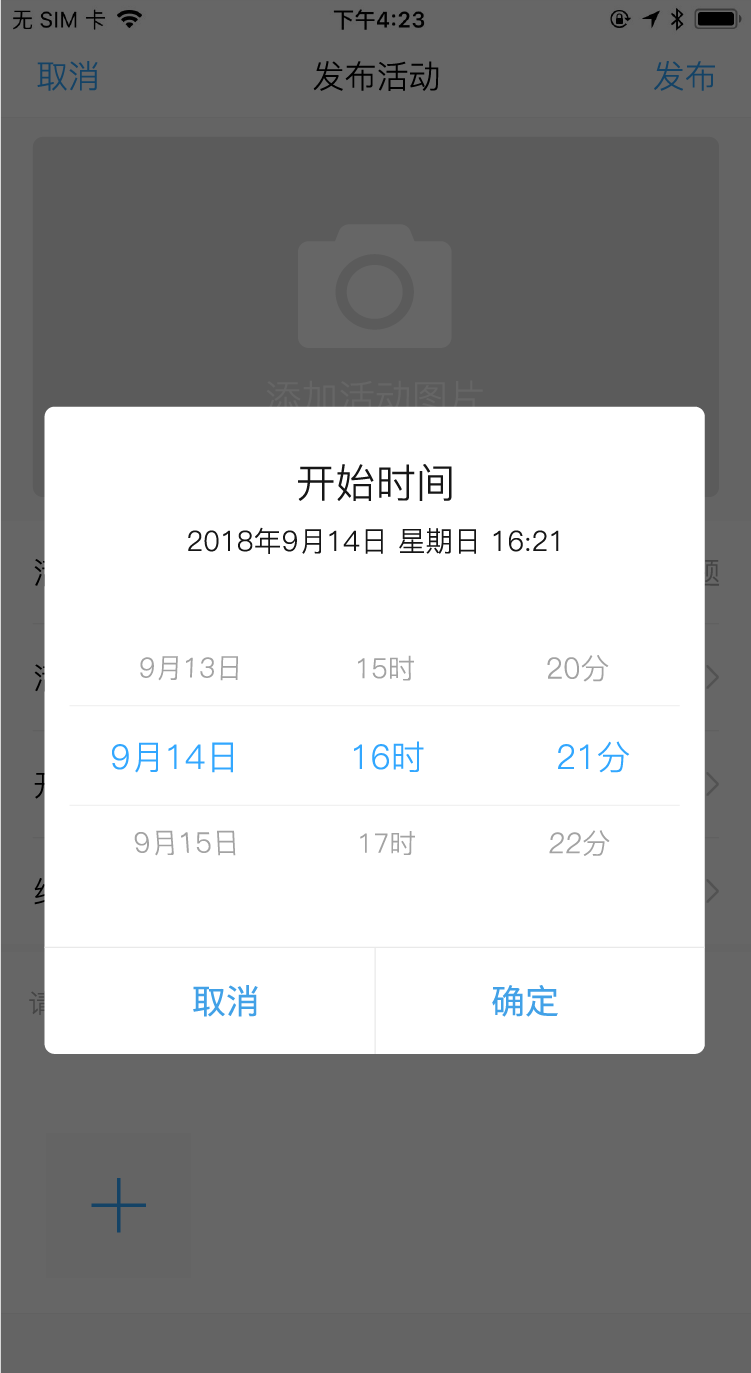 无 SIM 卡 下午4:23
取消 发布活动 发布
添加活动图片
开始时间
2018年9月14日 星期日 16:21
题
9月13日 15时 20分
9月14日 16时 21分
9月15日 17时 22分
请
取消 确定